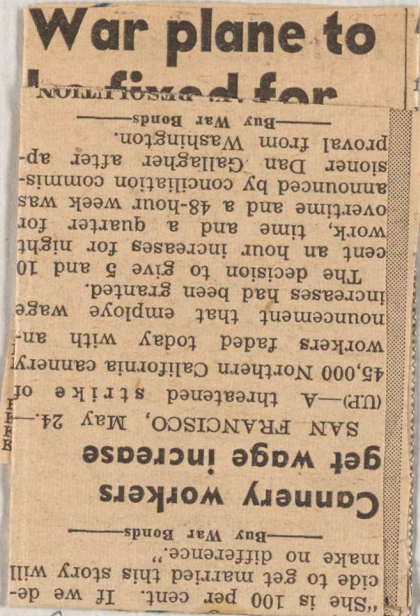 War plane to
be fixed for
RESOLUTION
"She is 100 per cent. If we de-
cide to get married this story will
make no difference."
Buy War Bonds
Cannery workers
get wage increase
SAN FRANCISCO, May 24.—
(UP)—A threatened strike of
45,000 Northern California cannery
workers faded today with an-
nouncement that employe wage
increases had been granted.
The decision to give 5 and 10
cent an hour increases for night
work, time and a quarter for
overtime and a 48-hour week was
announced by conciliation commis-
sioner Dan Gallagher after ap-
proval from Washington.
Buy War Bonds